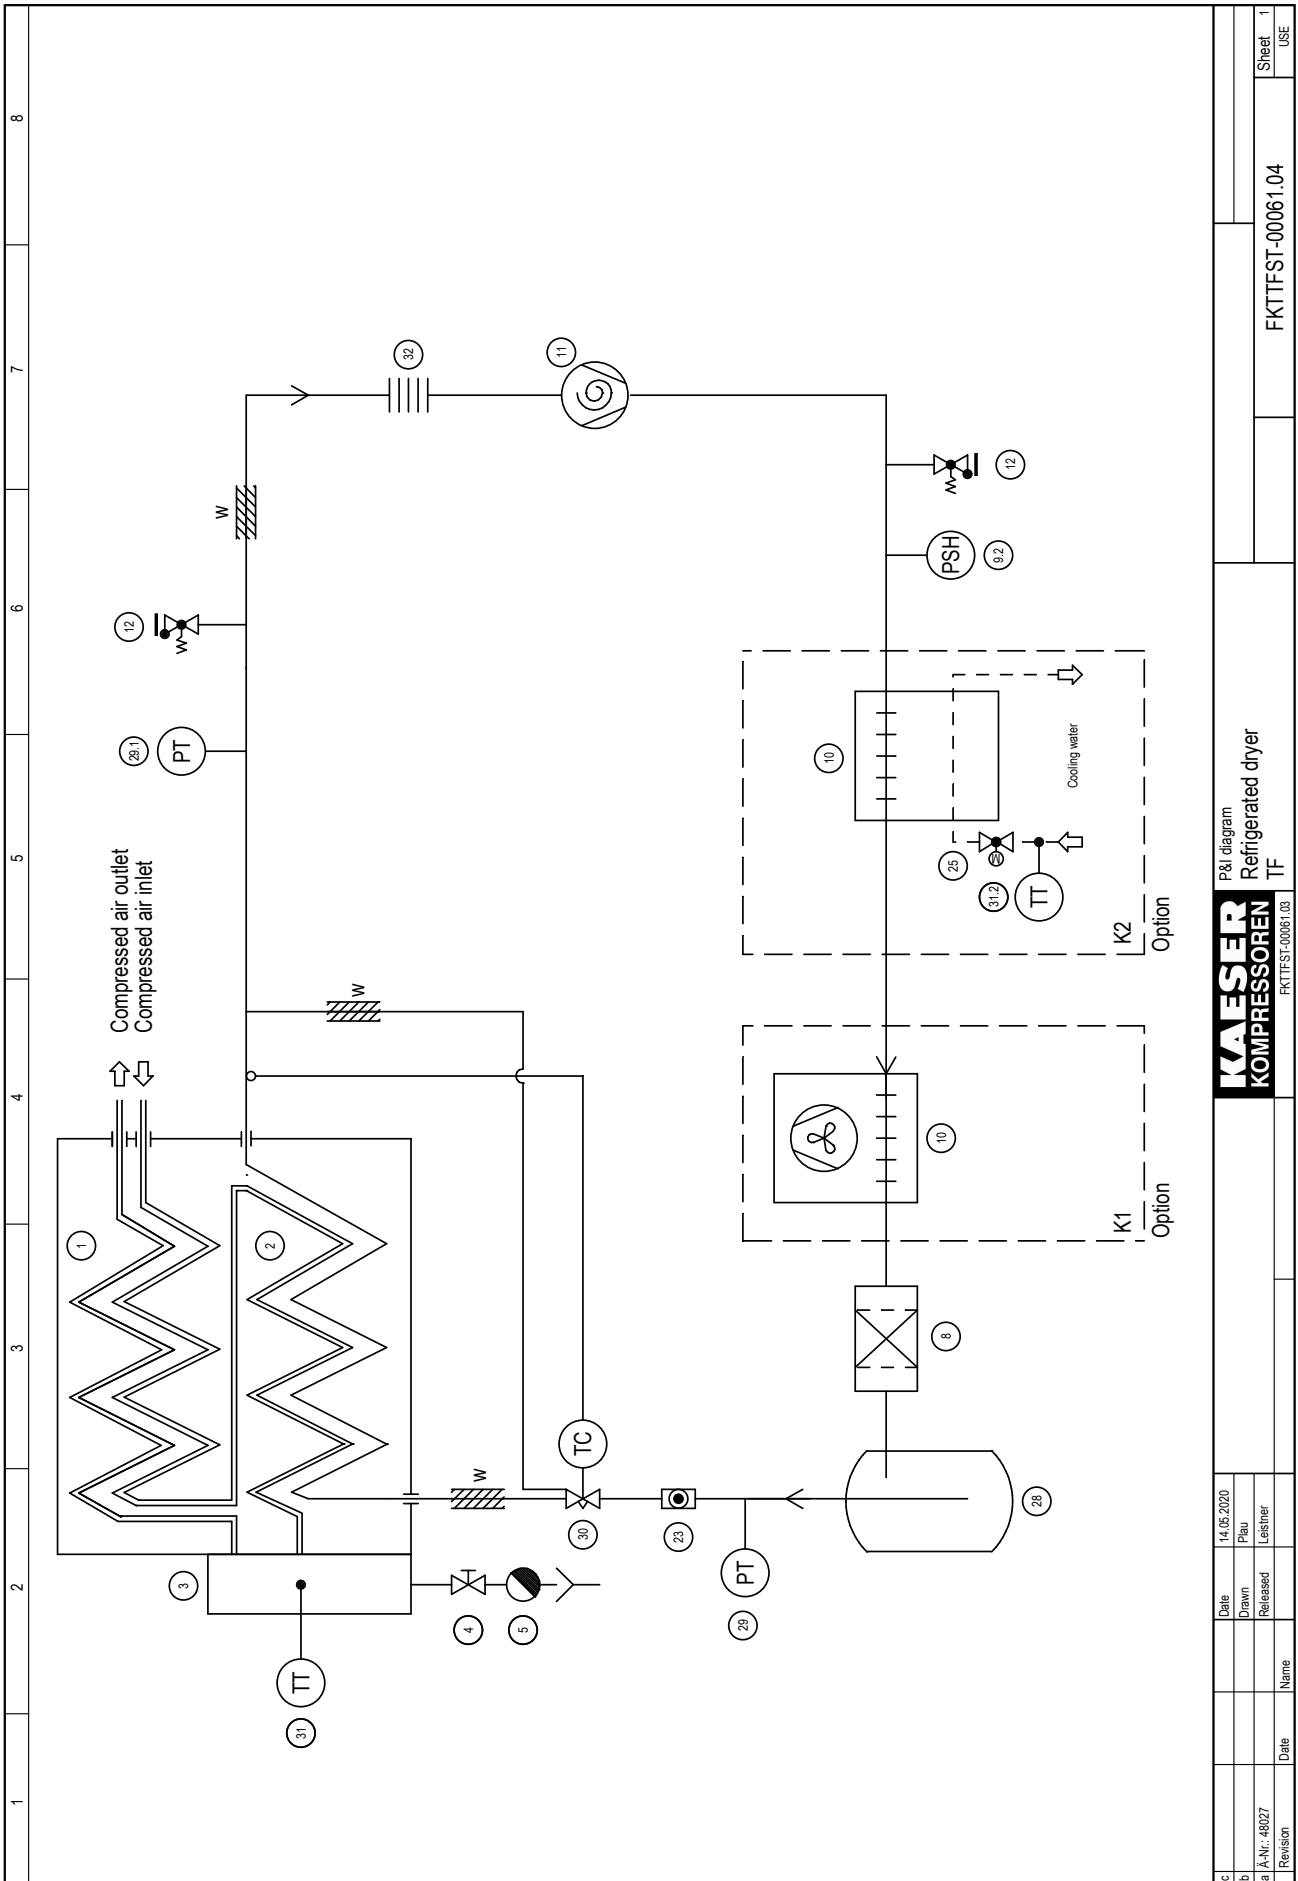 1
2
3
4
5
6
7
8
Compressed air outlet
Compressed air inlet
1
2
3
TT
31
4
5
W
30
TC
23
PT
29
28
8
W
PT
29.1
12
W
32
11
12
PSH
9.2
10
Cooling water
25
31.2
TT
K2
Option
10
K1
Option
c
b
a
Ä-Nr.: 48027
Revision
Date
Name
Date
14.05.2020
Drawn
Plau
Released
Leistner
KAESER
KOMPRESSOREN
FKTTFST-00061.03
P&I diagram
Refrigerated dryer
TF
FKTTFST-00061.04
Sheet 1
USE